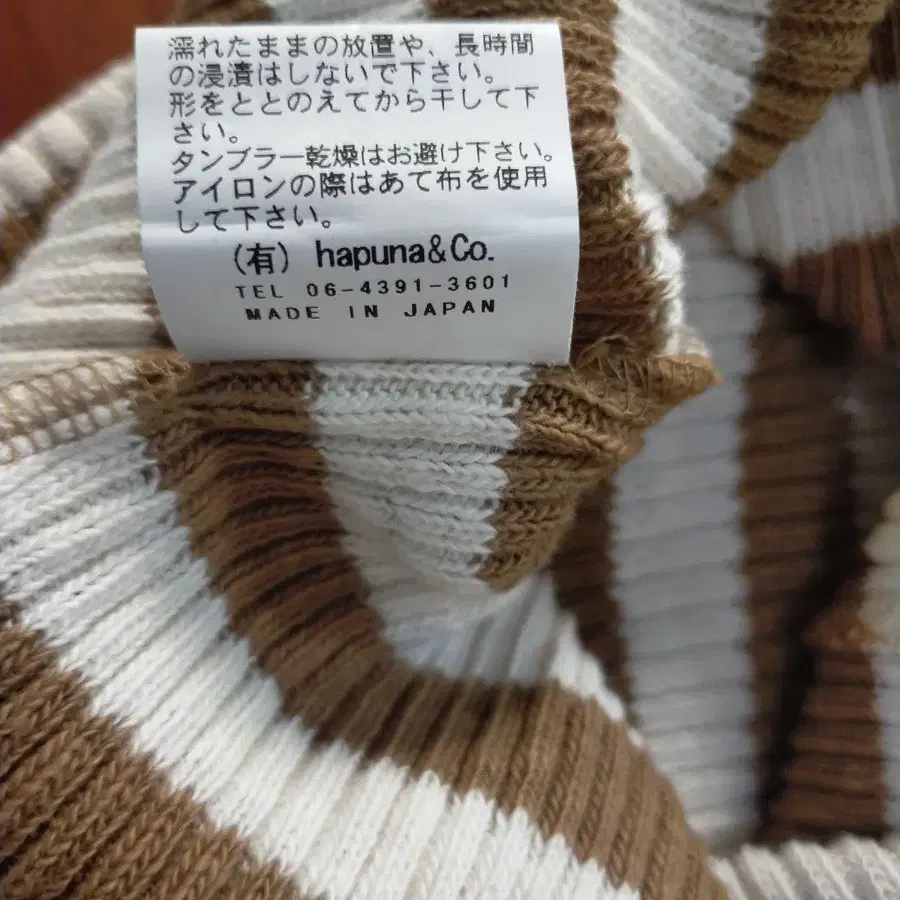 濡れたままの放置や、長時間
の浸漬はしないで下さい。
形をととのえてから干して下
さい。
タンブラー乾燥はお避け下さい。
アイロンの際はあて布を使用
して下さい。
(有) hapuna&Co.
TEL 06-4391-3601
MADE IN JAPAN